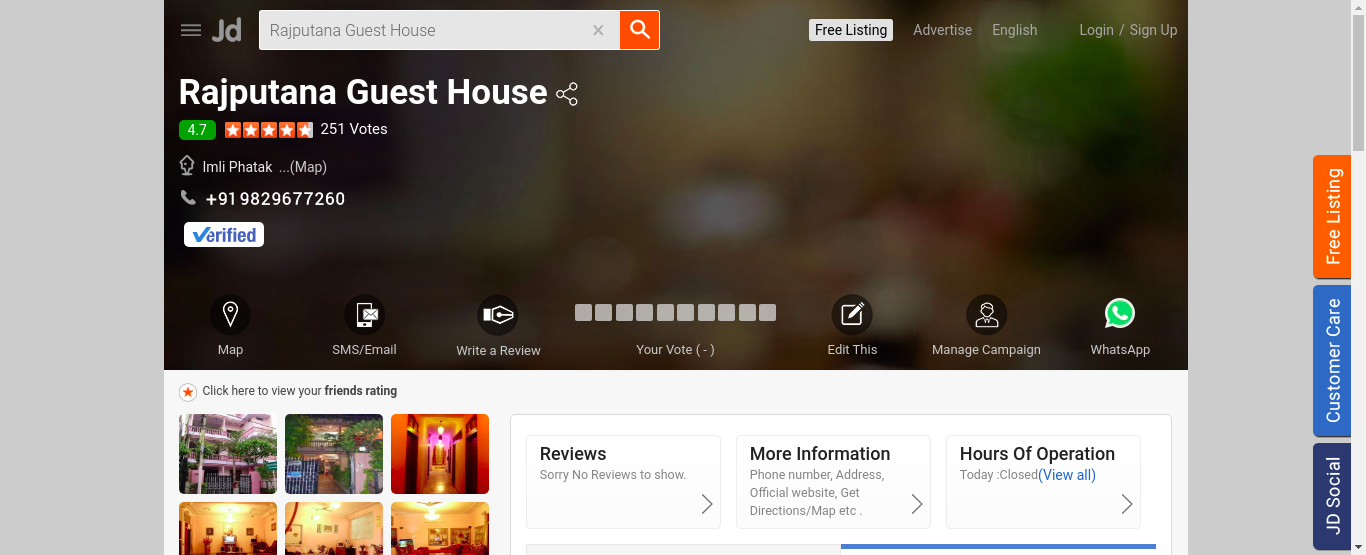 Jd
Rajputana Guest House
Free Listing
Advertise
English
Login / Sign Up
Rajputana Guest House
4.7
251 Votes
Imli Phatak ...(Map)
+91 9829677260
Verified
Map
SMS/Email
Write a Review
Your Vote ( - )
Edit This
Manage Campaign
WhatsApp
Click here to view your friends rating
Reviews
Sorry No Reviews to show.
More Information
Phone number, Address,
Official website, Get
Directions/Map etc .
Hours Of Operation
Today :Closed(View all)
Free Listing
Customer Care
JD Social